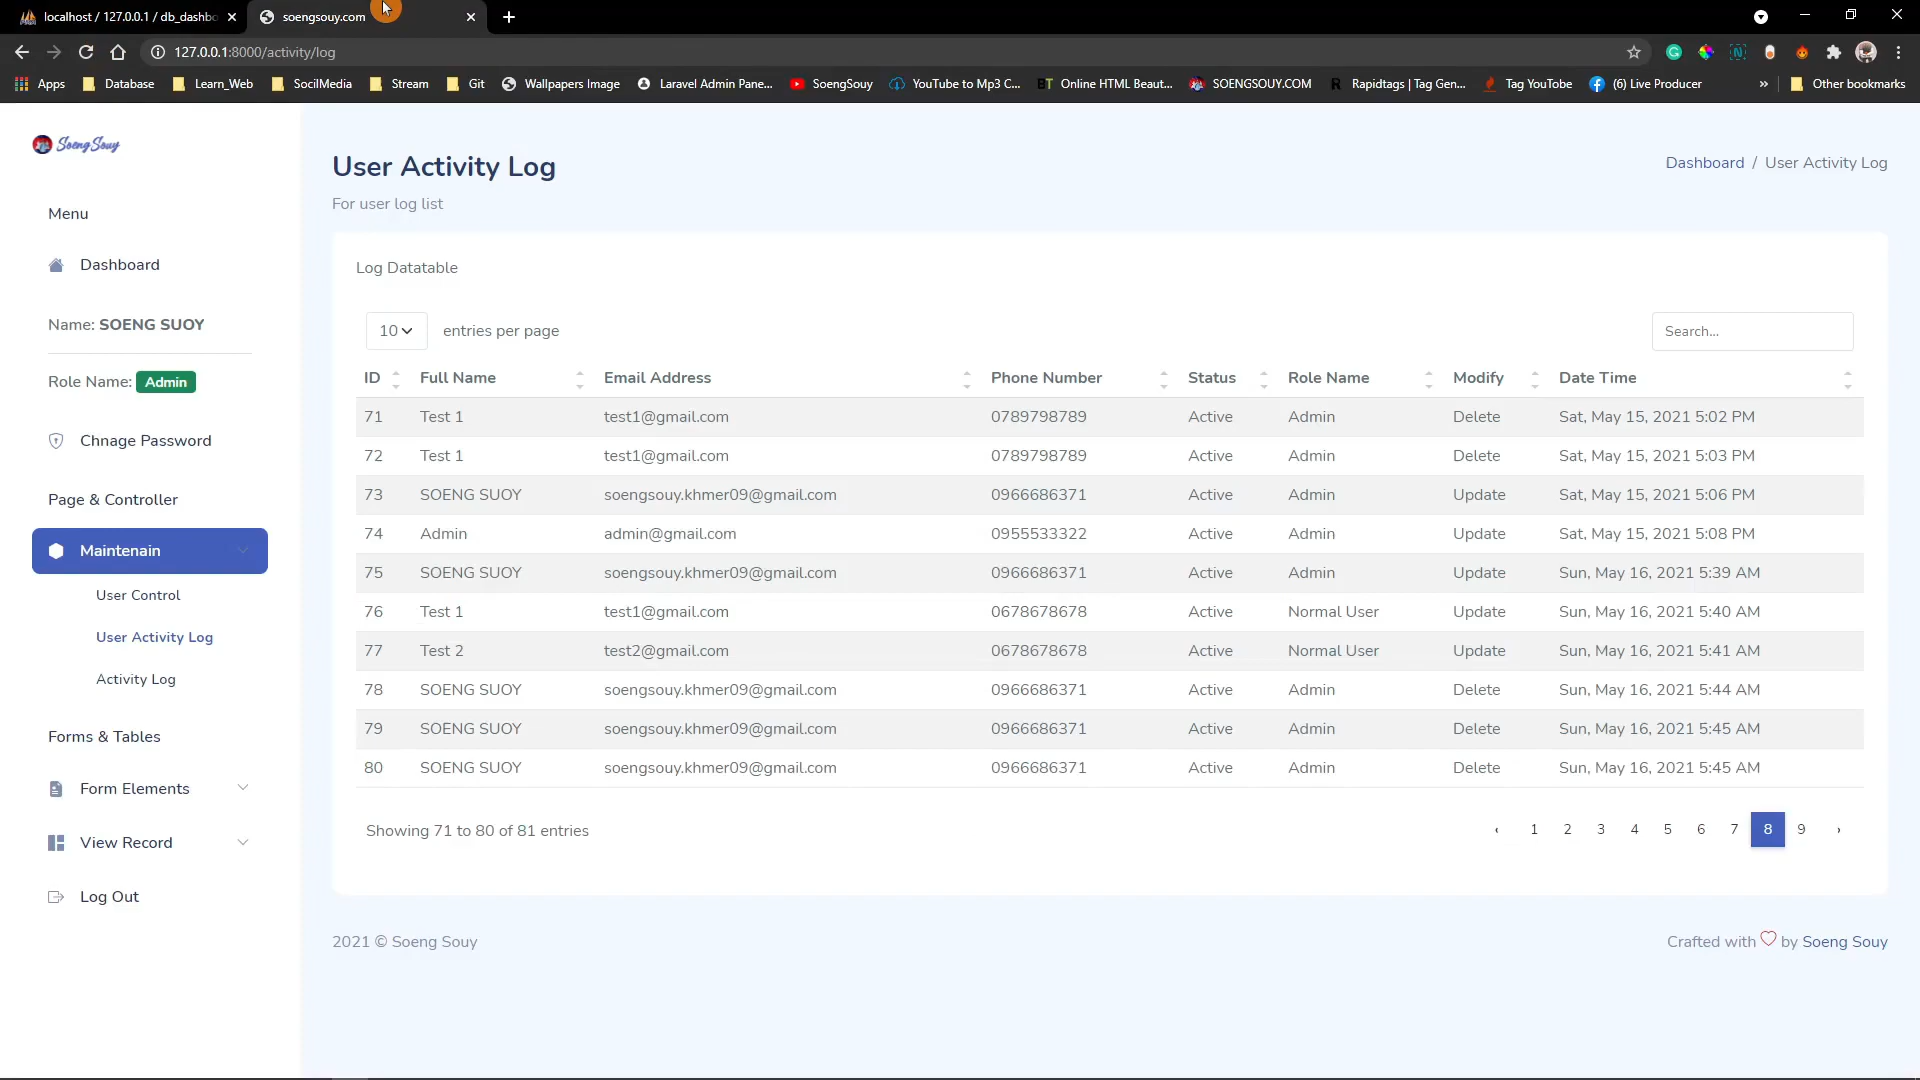 localhost / 127.0.0.1 / db_dashbo
soengsouy.com
127.0.0.1:8000/activity/log
Apps Database Learn_Web SocilMedia Stream Git Wallpapers Image Laravel Admin Pane... SoengSouy YouTube to Mp3 C... BT Online HTML Beaut... SOENGSOUY.COM R Rapidtags | Tag Gen... Tag YouTube (6) Live Producer » Other bookmarks
SoengSouy
Menu
Dashboard
Name: SOENG SUOY
Role Name: Admin
Chnage Password
Page & Controller
Maintenain
User Control
User Activity Log
Activity Log
Forms & Tables
Form Elements
View Record
Log Out
User Activity Log
For user log list
Dashboard / User Activity Log
Log Datatable
10 entries per page
Search...
ID Full Name Email Address Phone Number Status Role Name Modify Date Time
71 Test 1 test1@gmail.com 0789798789 Active Admin Delete Sat, May 15, 2021 5:02 PM
72 Test 1 test1@gmail.com 0789798789 Active Admin Delete Sat, May 15, 2021 5:03 PM
73 SOENG SUOY soengsouy.khmer09@gmail.com 0966686371 Active Admin Update Sat, May 15, 2021 5:06 PM
74 Admin admin@gmail.com 0955533322 Active Admin Update Sat, May 15, 2021 5:08 PM
75 SOENG SUOY soengsouy.khmer09@gmail.com 0966686371 Active Admin Update Sun, May 16, 2021 5:39 AM
76 Test 1 test1@gmail.com 0678678678 Active Normal User Update Sun, May 16, 2021 5:40 AM
77 Test 2 test2@gmail.com 0678678678 Active Normal User Update Sun, May 16, 2021 5:41 AM
78 SOENG SUOY soengsouy.khmer09@gmail.com 0966686371 Active Admin Delete Sun, May 16, 2021 5:44 AM
79 SOENG SUOY soengsouy.khmer09@gmail.com 0966686371 Active Admin Delete Sun, May 16, 2021 5:45 AM
80 SOENG SUOY soengsouy.khmer09@gmail.com 0966686371 Active Admin Delete Sun, May 16, 2021 5:45 AM
Showing 71 to 80 of 81 entries
‹ 1 2 3 4 5 6 7 8 9 ›
2021 © Soeng Souy
Crafted with ♡ by Soeng Souy